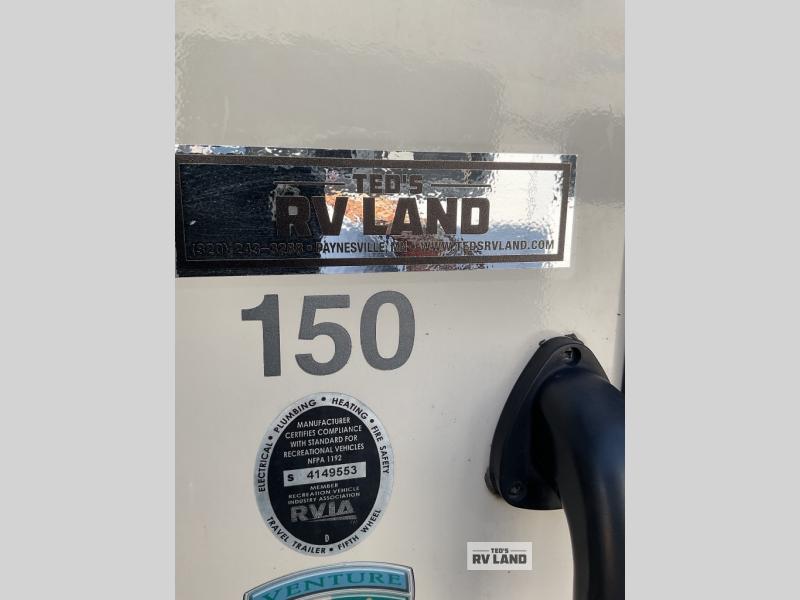 TED'S
RV LAND
(320) 243-8288 • PAYNESVILLE, MN • WWW.TEDSRVLAND.COM
150
ELECTRICAL • PLUMBING • HEATING • FIRE SAFETY
MANUFACTURER
CERTIFIES COMPLIANCE
WITH STANDARD FOR
RECREATIONAL VEHICLES
NFPA 1192
S 4149553
MEMBER
RECREATION VEHICLE
INDUSTRY ASSOCIATION
RVIA
D
TRAVEL TRAILER • FIFTH WHEEL
VENTURE
TED'S
RV LAND